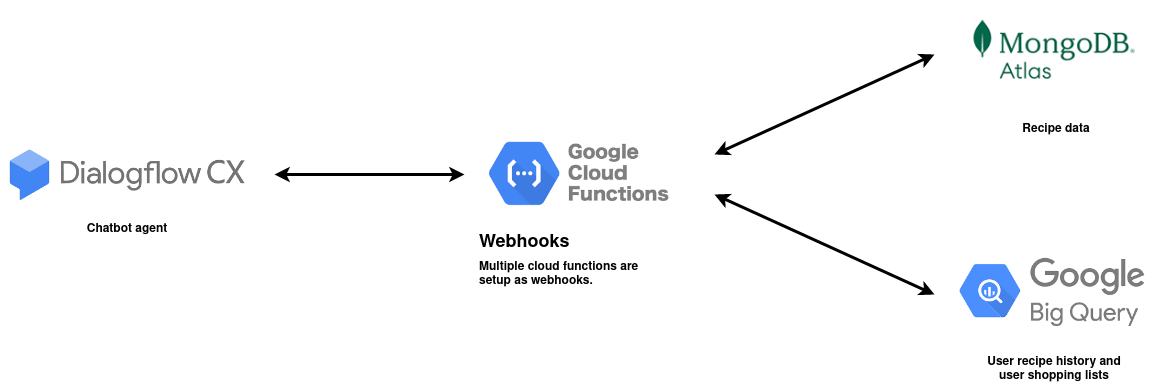 Dialogflow CX
Chatbot agent
Google
Cloud
Functions
Webhooks
Multiple cloud functions are
setup as webhooks.
MongoDB.
Atlas
Recipe data
Google
Big Query
User recipe history and
user shopping lists